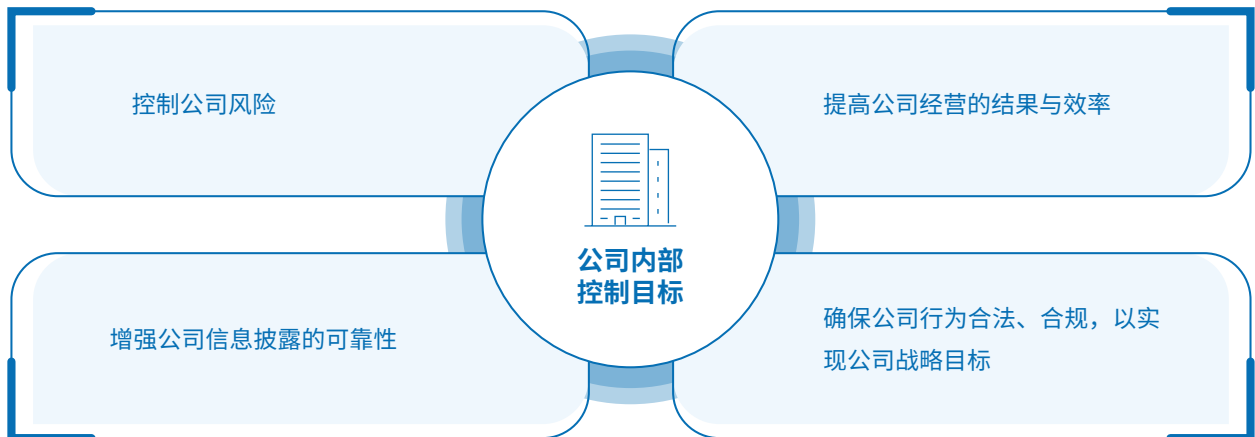 控制公司风险
提高公司经营的结果与效率
公司内部
控制目标
增强公司信息披露的可靠性
确保公司行为合法、合规，以实
现公司战略目标